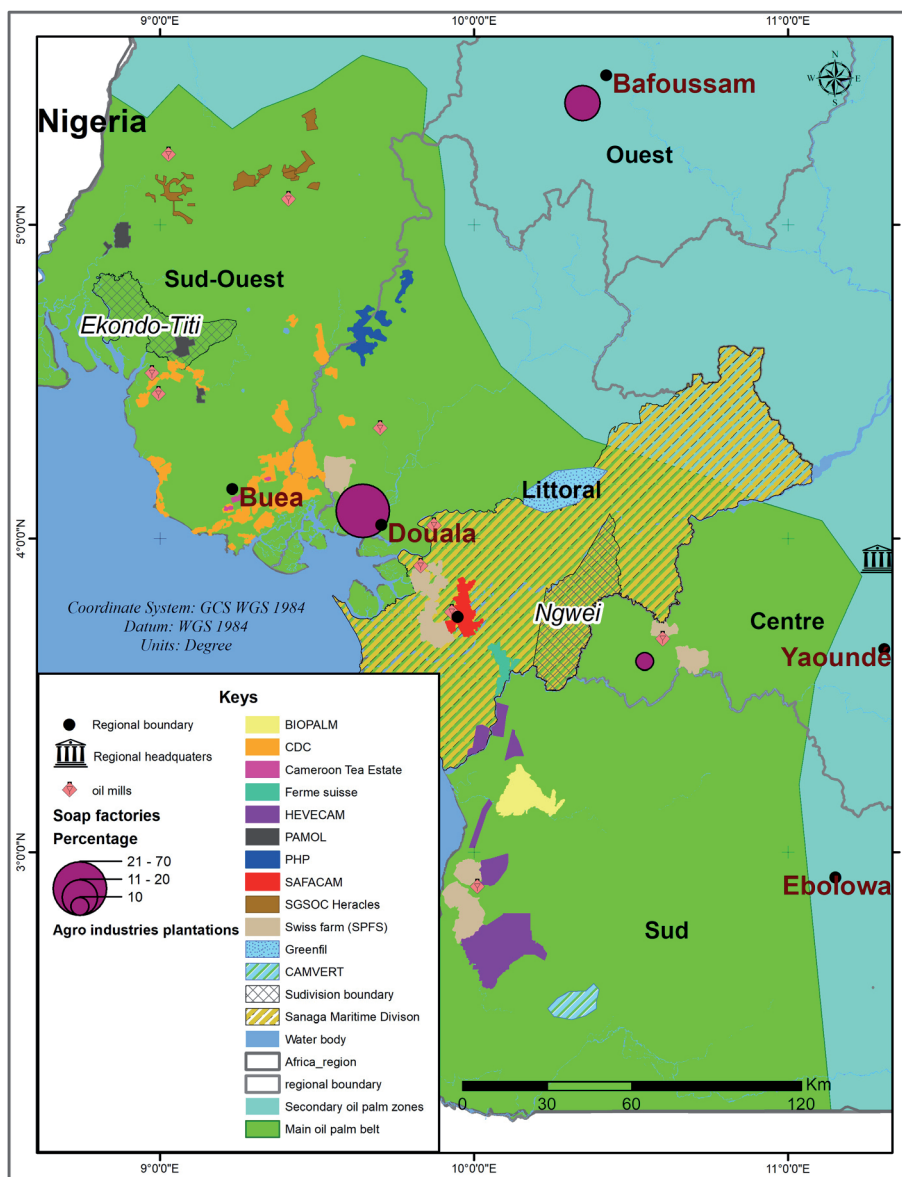 9°0'0"E 10°0'0"E 11°0'0"E
N
W E
S
Bafoussam
Nigeria
Ouest
5°0'0"N
Sud-Ouest
Ekondo-Titi
Littoral
Buea
Douala
4°0'0"N
Coordinate System: GCS WGS 1984
Datum: WGS 1984
Units: Degree
Ngwei
Centre
Yaounde
Keys
Regional boundary
Regional headquaters
oil mills
Soap factories
Percentage
21 - 70
11 - 20
10
Agro industries plantations
BIOPALM
CDC
Cameroon Tea Estate
Ferme suisse
HEVECAM
PAMOL
PHP
SAFACAM
SGSOC Heracles
Swiss farm (SPFS)
Greenfil
CAMVERT
Sudivision boundary
Sanaga Maritime Divison
Water body
Africa_region
regional boundary
Secondary oil palm zones
Main oil palm belt
3°0'0"N
Ebolowa
Sud
Km
0 30 60 120
9°0'0"E 10°0'0"E 11°0'0"E